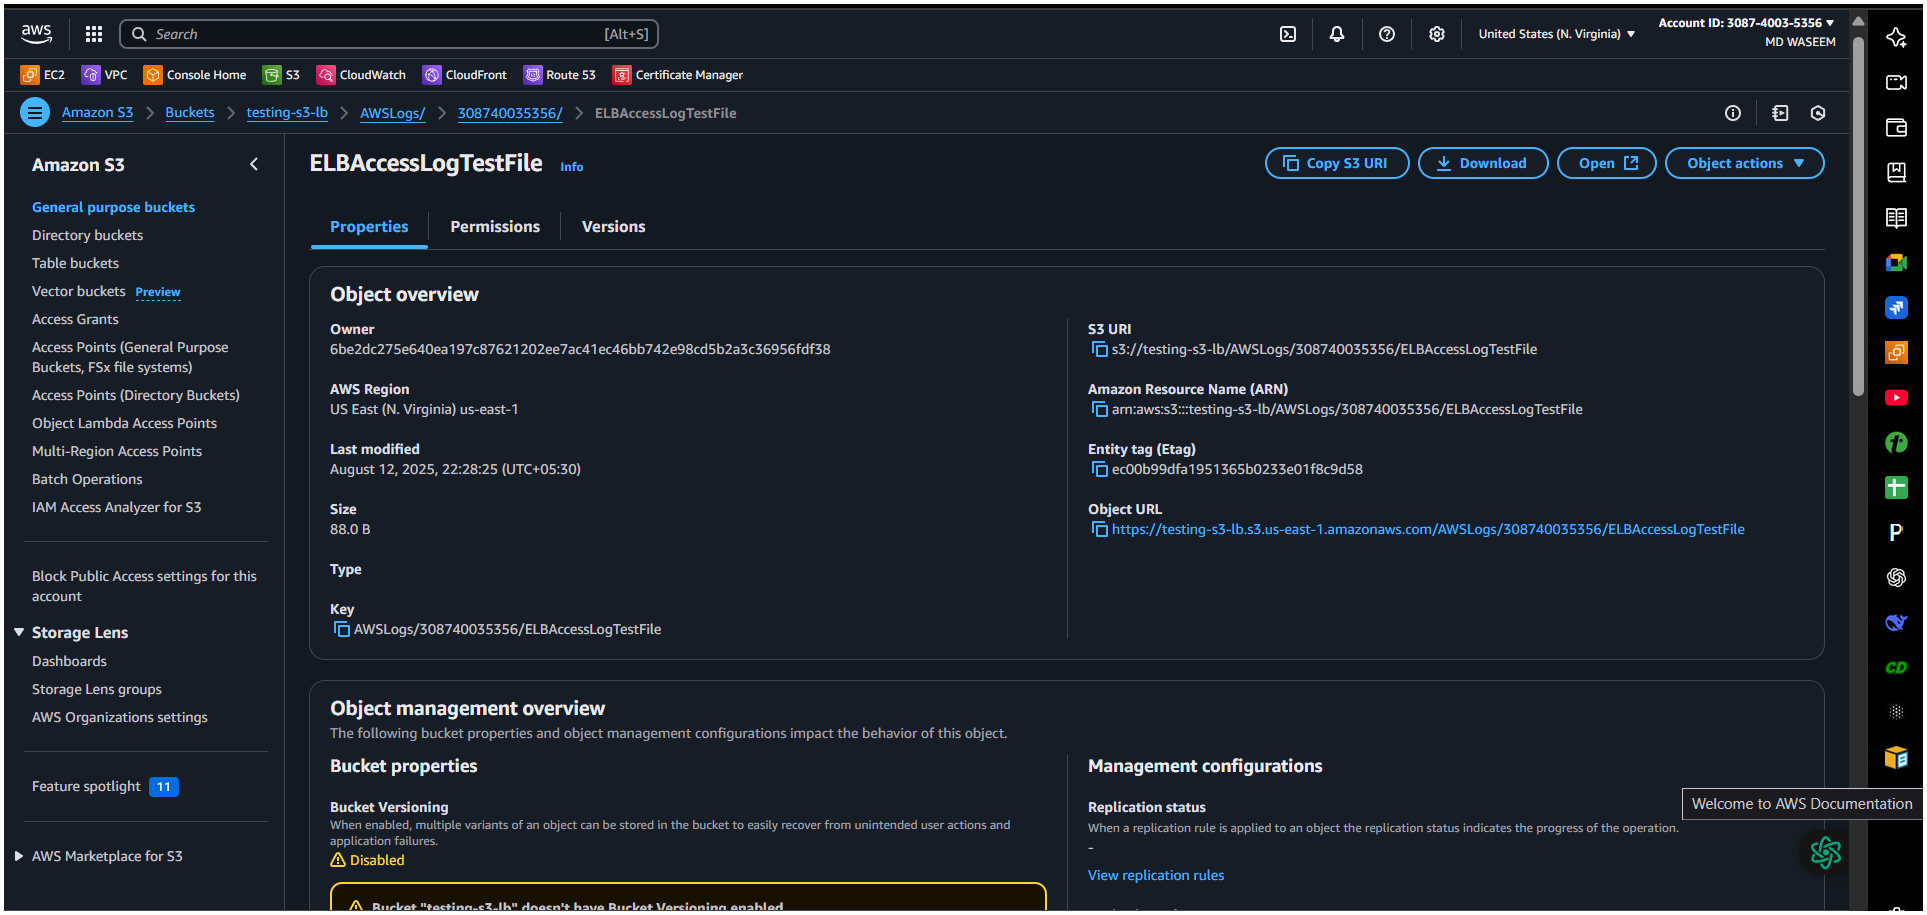 aws
Search [Alt+S]
United States (N. Virginia)
Account ID: 3087-4003-5356
MD WASEEM
EC2 VPC Console Home S3 CloudWatch CloudFront Route 53 Certificate Manager
Amazon S3 Buckets testing-s3-lb AWSLogs/ 308740035356/ ELBAccessLogTestFile
Amazon S3
General purpose buckets
Directory buckets
Table buckets
Vector buckets Preview
Access Grants
Access Points (General Purpose
Buckets, FSx file systems)
Access Points (Directory Buckets)
Object Lambda Access Points
Multi-Region Access Points
Batch Operations
IAM Access Analyzer for S3
Block Public Access settings for this
account
Storage Lens
Dashboards
Storage Lens groups
AWS Organizations settings
Feature spotlight 11
AWS Marketplace for S3
ELBAccessLogTestFile Info
Copy S3 URI Download Open Object actions
Properties Permissions Versions
Object overview
Owner
6be2dc275e640ea197c87621202ee7ac41ec46bb742e98cd5b2a3c36956fdf38
AWS Region
US East (N. Virginia) us-east-1
Last modified
August 12, 2025, 22:28:25 (UTC+05:30)
Size
88.0 B
Type
Key
AWSLogs/308740035356/ELBAccessLogTestFile
S3 URI
s3://testing-s3-lb/AWSLogs/308740035356/ELBAccessLogTestFile
Amazon Resource Name (ARN)
arn:aws:s3:::testing-s3-lb/AWSLogs/308740035356/ELBAccessLogTestFile
Entity tag (Etag)
ec00b99dfa1951365b0233e01f8c9d58
Object URL
https://testing-s3-lb.s3.us-east-1.amazonaws.com/AWSLogs/308740035356/ELBAccessLogTestFile
Object management overview
The following bucket properties and object management configurations impact the behavior of this object.
Bucket properties
Bucket Versioning
When enabled, multiple variants of an object can be stored in the bucket to easily recover from unintended user actions and
application failures.
Disabled
Bucket "testing-s3-lb" doesn't have Bucket Versioning enabled
Management configurations
Replication status
When a replication rule is applied to an object the replication status indicates the progress of the operation.
-
View replication rules
Welcome to AWS Documentation
P
CD